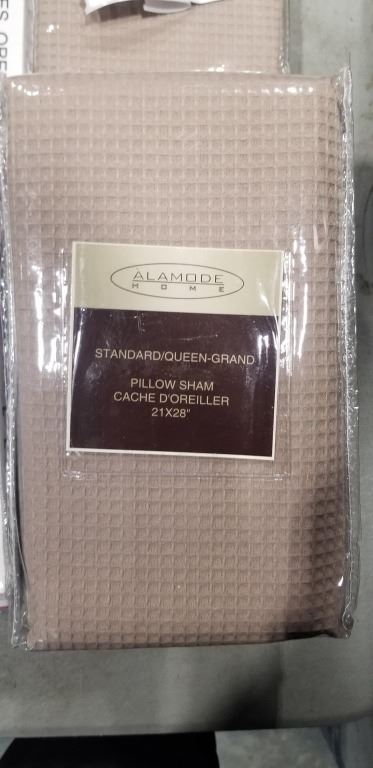 ALAMODE
HOME
STANDARD/QUEEN-GRAND
PILLOW SHAM
CACHE D'OREILLER
21X28"